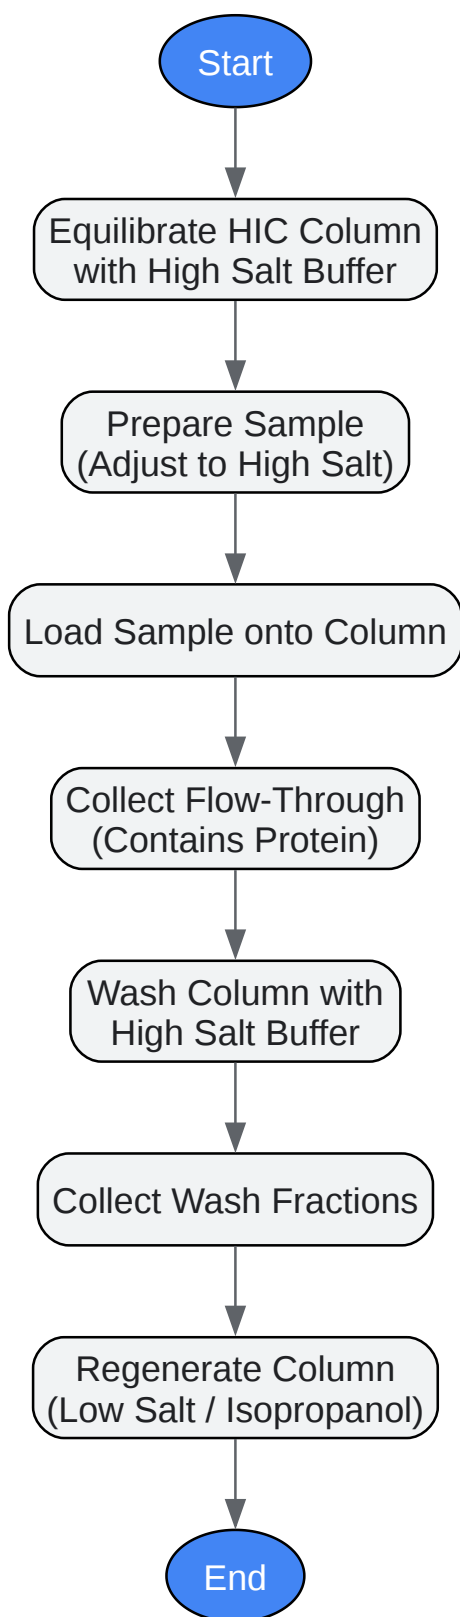 Start
Equilibrate HIC Column
with High Salt Buffer
Prepare Sample
(Adjust to High Salt)
Load Sample onto Column
Collect Flow-Through
(Contains Protein)
Wash Column with
High Salt Buffer
Collect Wash Fractions
Regenerate Column
(Low Salt / Isopropanol)
End